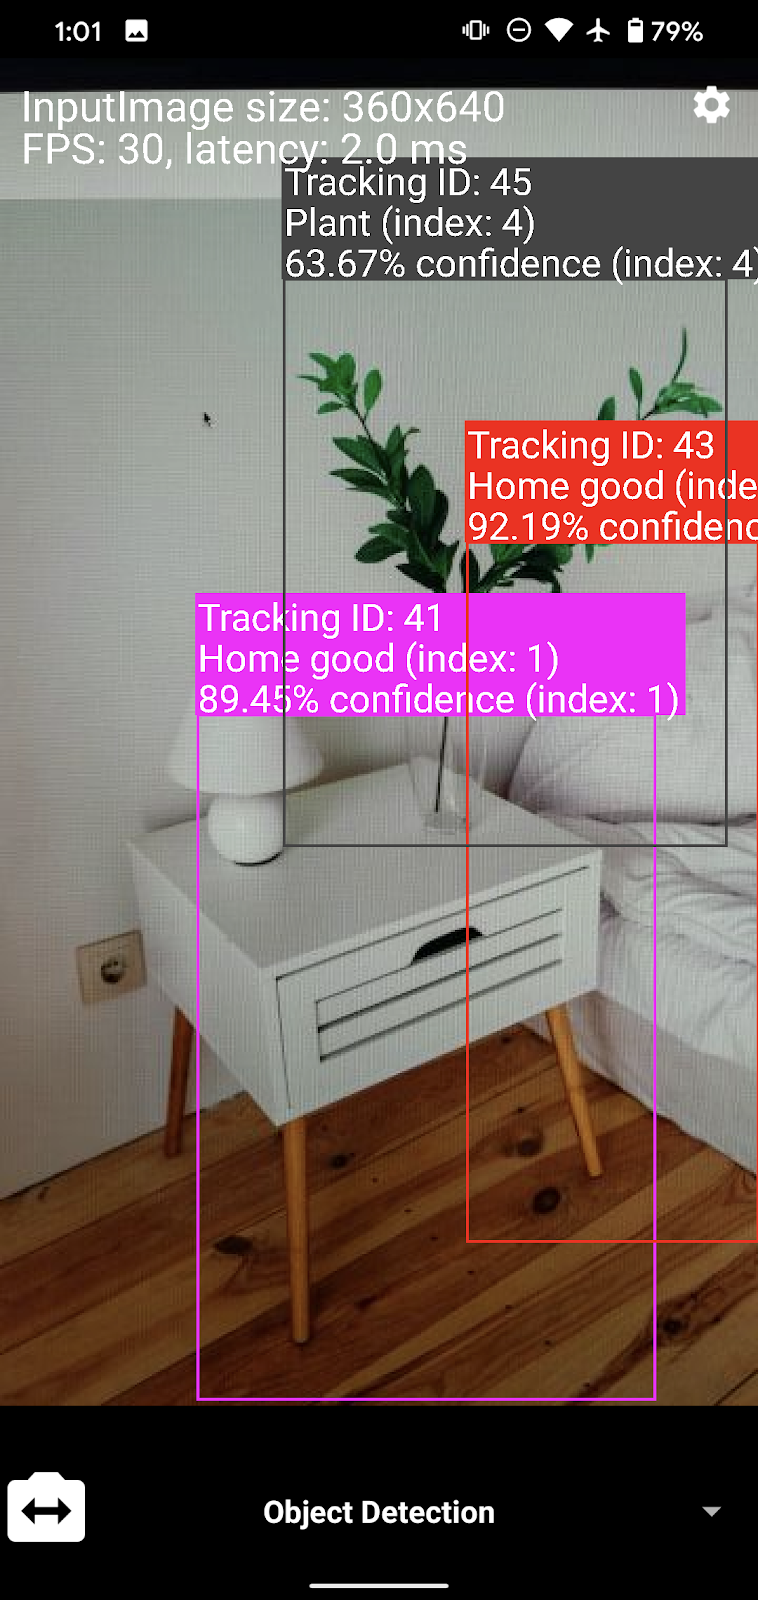 1:01
79%
InputImage size: 360x640
FPS: 30, latency: 2.0 ms
Tracking ID: 45
Plant (index: 4)
63.67% confidence (index: 4)
Tracking ID: 43
Home good (inde
92.19% confidenc
Tracking ID: 41
Home good (index: 1)
89.45% confidence (index: 1)
Object Detection